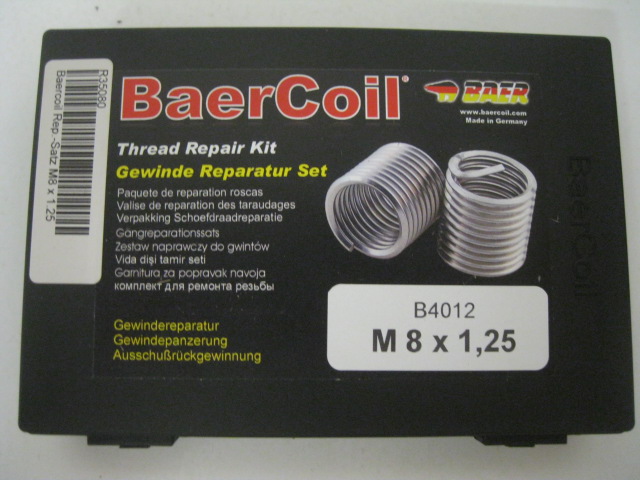 R35080
Baercoil Rep.-Satz M8 x 1.25
BaerCoil®
BAER
www.baercoil.com
Made in Germany
Thread Repair Kit
Gewinde Reparatur Set
Paquete de reparation roscas
Valise de reparation des taraudages
Verpakking Schoefdraadreparatie
Gängreparationssats
Zestaw naprawczy do gwintów
Vida dişi tamir seti
Garnitura za popravak navoja
комплект для ремонта резьбы
Gewindereparatur
Gewindepanzerung
Ausschußrückgewinnung
B4012
M 8 x 1,25
BaerCoil